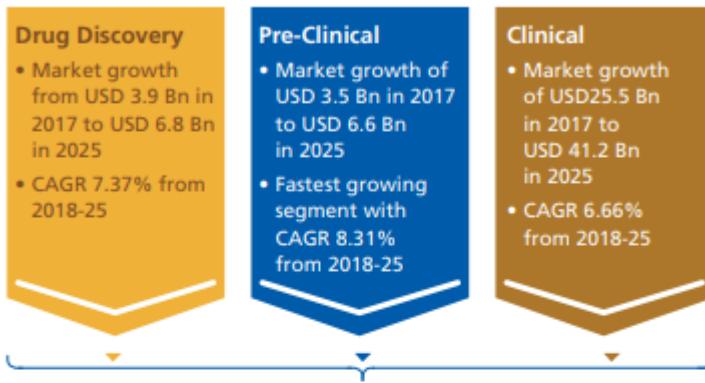 Drug Discovery
• Market growth
from USD 3.9 Bn in
2017 to USD 6.8 Bn
in 2025
• CAGR 7.37% from
2018-25
Pre-Clinical
• Market growth of
USD 3.5 Bn in 2017
to USD 6.6 Bn
in 2025
• Fastest growing
segment with
CAGR 8.31%
from 2018-25
Clinical
• Market growth
of USD25.5 Bn
in 2017 to
USD 41.2 Bn
in 2025
• CAGR 6.66%
from 2018-25